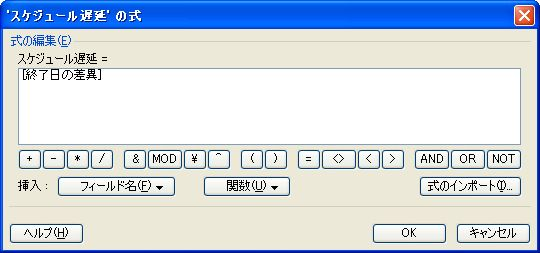 'スケジュール遅延' の式
式の編集(E)
スケジュール遅延 =
[終了日の差異]
+ - * / & MOD ¥ ^ ( ) = <> < > AND OR NOT
挿入： フィールド名(F) 関数(U) 式のインポート(I)...
ヘルプ(H) OK キャンセル